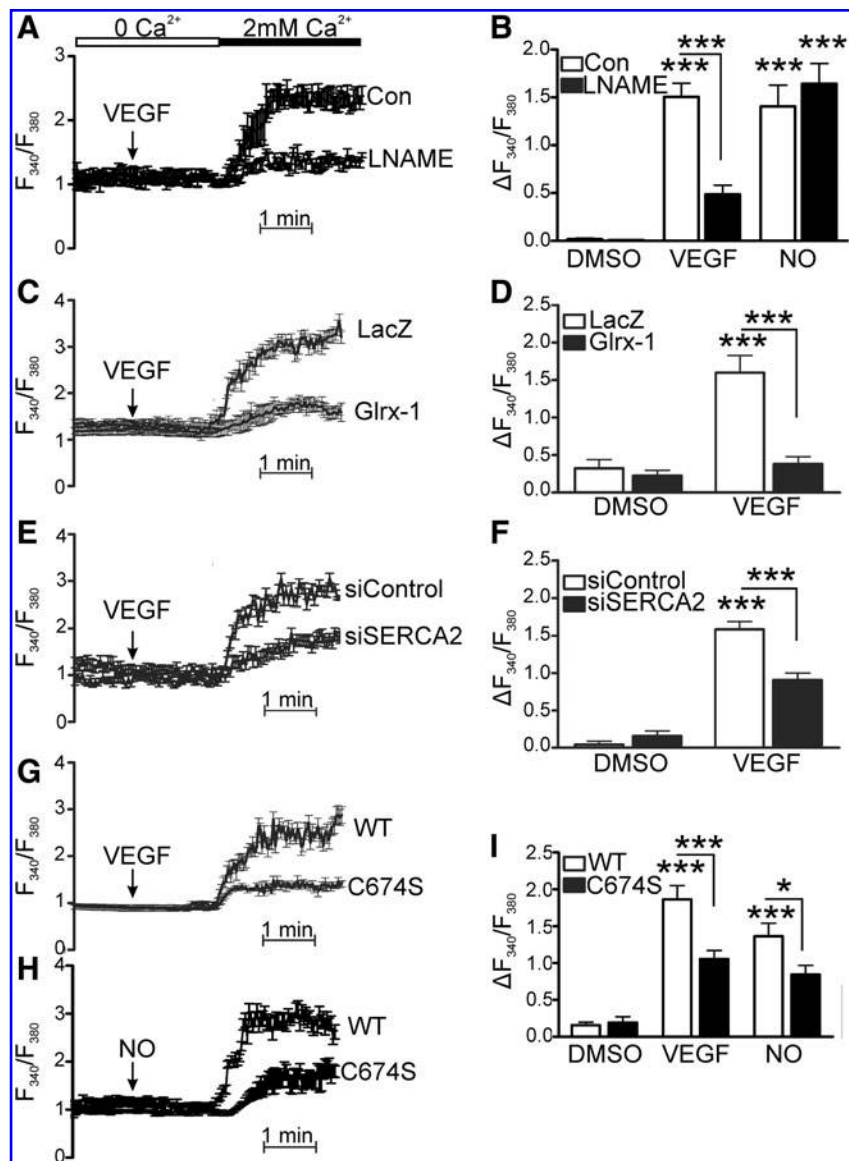 A
0 Ca²⁺
2mM Ca²⁺
3
2
1
0
F₃₄₀/F₃₈₀
VEGF
Con
LNAME
1 min
B
2.0
1.5
1.0
0.5
0.0
ΔF₃₄₀/F₃₈₀
Con
LNAME
***
***
***
***
DMSO
VEGF
NO
C
4
3
2
1
0
F₃₄₀/F₃₈₀
VEGF
LacZ
Glrx-1
1 min
D
2.5
2.0
1.5
1.0
0.5
0.0
ΔF₃₄₀/F₃₈₀
LacZ
Glrx-1
***
***
DMSO
VEGF
E
4
3
2
1
0
F₃₄₀/F₃₈₀
VEGF
siControl
siSERCA2
1 min
F
2.5
2.0
1.5
1.0
0.5
0.0
ΔF₃₄₀/F₃₈₀
siControl
siSERCA2
***
***
DMSO
VEGF
G
4
3
2
1
0
F₃₄₀/F₃₈₀
VEGF
WT
C674S
1 min
H
4
3
2
1
0
F₃₄₀/F₃₈₀
NO
WT
C674S
1 min
I
2.5
2.0
1.5
1.0
0.5
0.0
ΔF₃₄₀/F₃₈₀
WT
C674S
***
***
*
***
DMSO
VEGF
NO